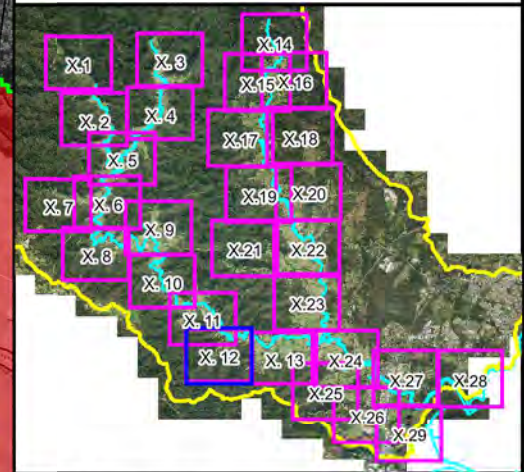 X.14
X.1
X. 3
X.15
X.16
X. 2
X. 4
X.17
X.18
X. 5
X. 7
X. 6
X.19
X.20
X. 9
X. 8
X.21
X.22
X. 10
X.23
X. 11
X. 12
X. 13
X.24
X.27
X.28
X.25
X.26
X.29